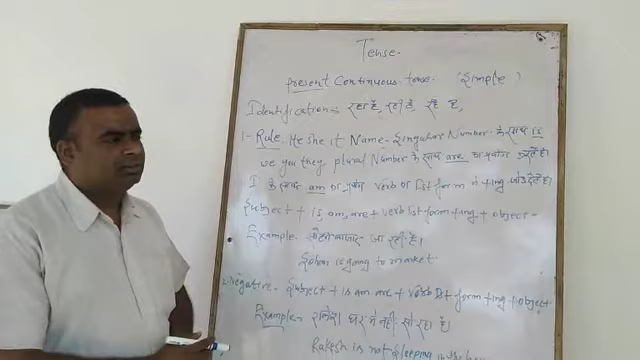 Tense.
present Continuous tense (Simple)
Identification: रहा है, रही है, रहे है,
1- Rule. He she it Name- Singular Number के साथ is
we you they plural Number के साथ are का प्रयोग करते है।
I के साथ am का प्रयोग verb का Ist form में + ing जोड़ देते है।
Subject + is, am, are + verb Ist form + ing + object-
Example- सोहन बाजार जा रहा है।
Sohan is going to market
Negative- Subject + is am are + verb Ist form + ing + object.
Example- घर में नहीं सो रहा है।
Rakesh is not sleeping in